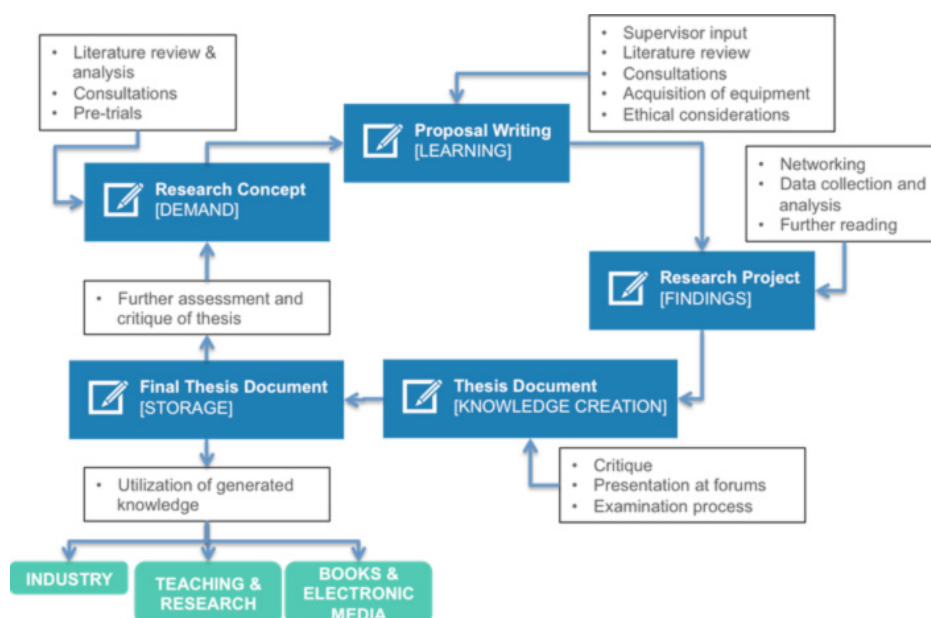 • Literature review &
analysis
• Consultations
• Pre-trials
• Supervisor input
• Literature review
• Consultations
• Acquisition of equipment
• Ethical considerations
Proposal Writing
[LEARNING]
Research Concept
[DEMAND]
• Networking
• Data collection and
analysis
• Further reading
Research Project
[FINDINGS]
• Further assessment and
critique of thesis
Final Thesis Document
[STORAGE]
Thesis Document
[KNOWLEDGE CREATION]
• Critique
• Presentation at forums
• Examination process
• Utilization of generated
knowledge
INDUSTRY
TEACHING &
RESEARCH
BOOKS &
ELECTRONIC
MEDIA